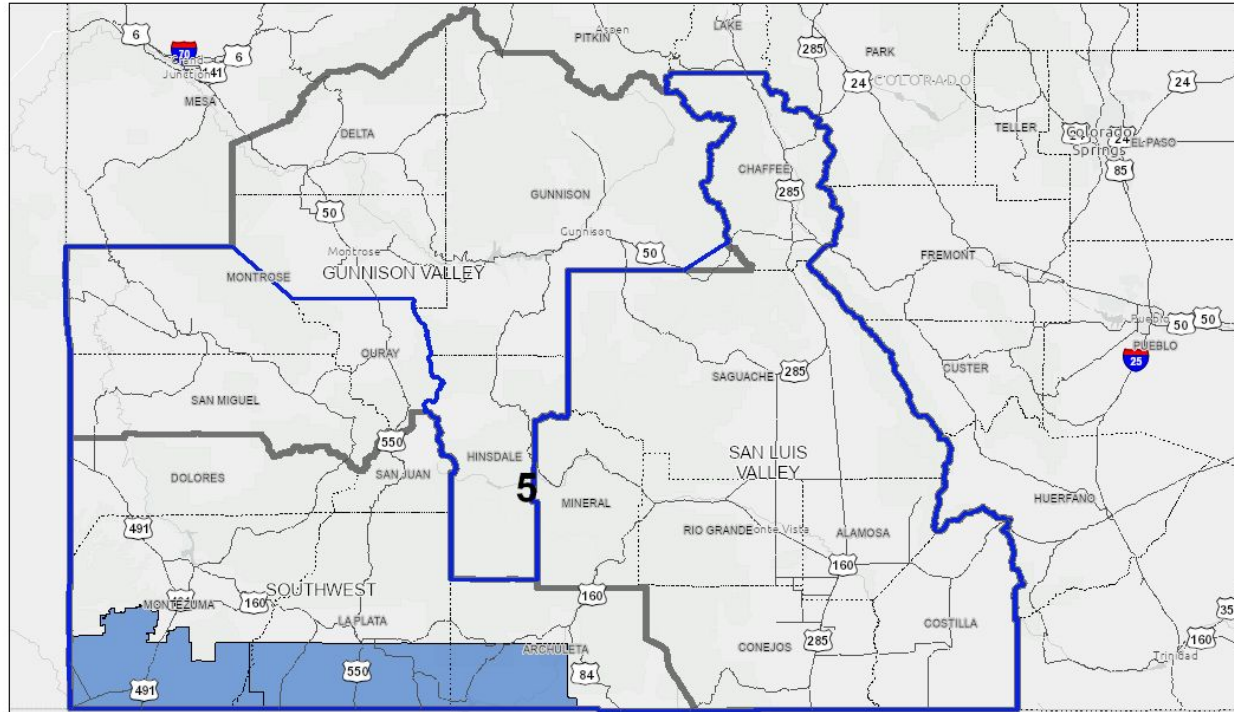 6
70
6
Grand
Junction
141
MESA
DELTA
PITKIN
Aspen
LAKE
285
PARK
24
COLORADO
24
TELLER
24
Colorado
Springs
24
EL PASO
85
GUNNISON
CHAFFEE
285
50
Gunnison
50
Montrose
GUNNISON VALLEY
MONTROSE
FREMONT
Pueblo
50
50
PUEBLO
25
OURAY
SAGUACHE
285
CUSTER
SAN MIGUEL
550
SAN LUIS
VALLEY
DOLORES
SAN JUAN
HINSDALE
5
MINERAL
HUERFANO
491
RIO GRANDE
onte Vista
ALAMOSA
160
SOUTHWEST
160
MONTEZUMA
160
LA PLATA
COSTILLA
35
ARCHULETA
CONEJOS
285
160
Trinidad
491
550
84